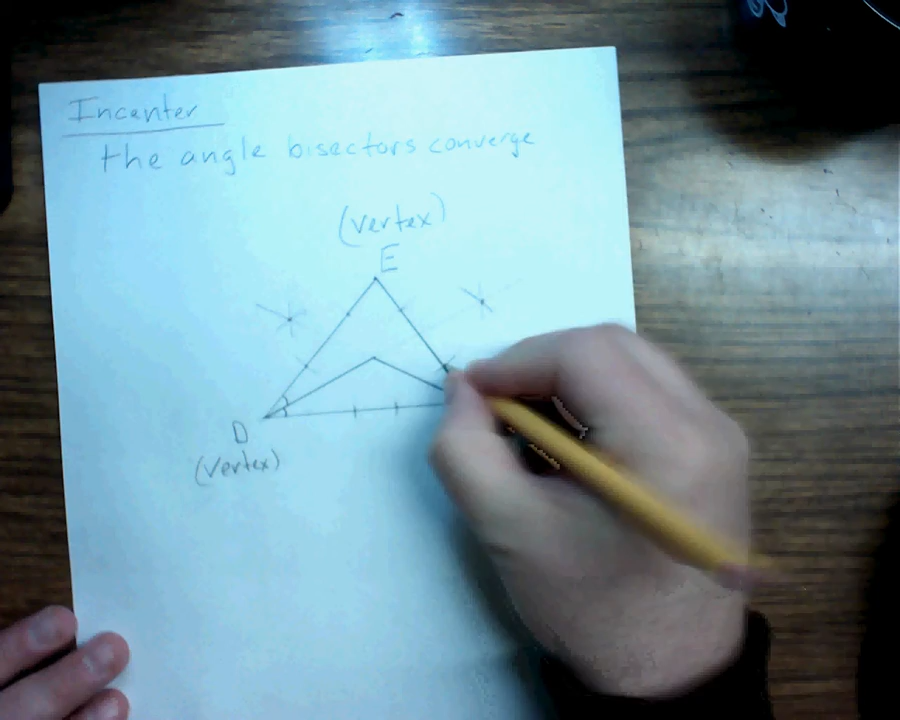 Incenter
the angle bisectors converge
(vertex)
E
D
(vertex)